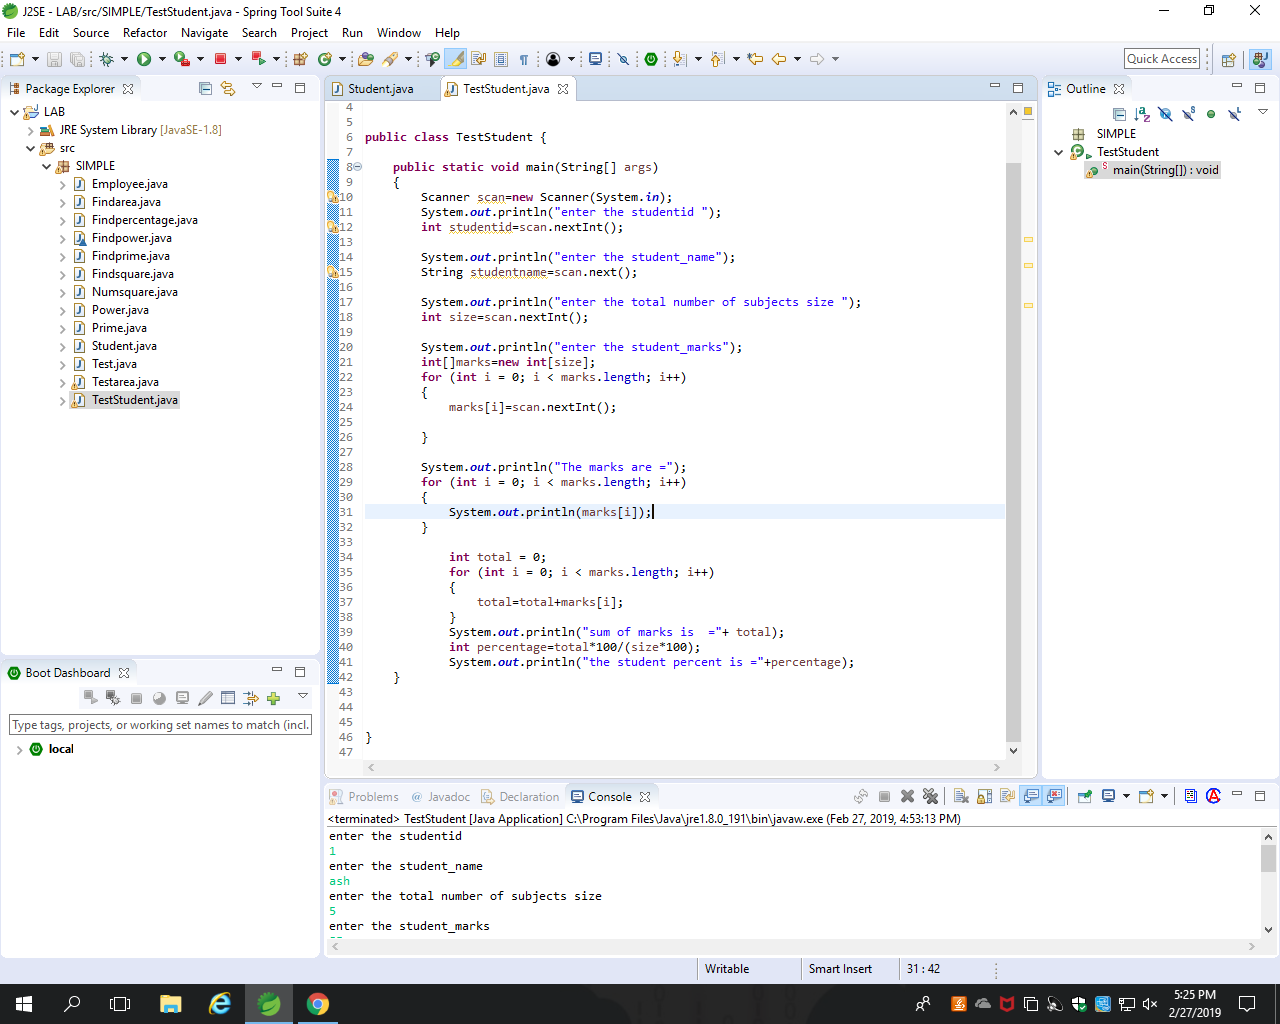 J2SE - LAB/src/SIMPLE/TestStudent.java - Spring Tool Suite 4
File Edit Source Refactor Navigate Search Project Run Window Help
Quick Access
Package Explorer
LAB
JRE System Library [JavaSE-1.8]
src
SIMPLE
Employee.java
Findarea.java
Findpercentage.java
Findpower.java
Findprime.java
Findsquare.java
Numsquare.java
Power.java
Prime.java
Student.java
Test.java
Testarea.java
TestStudent.java
Boot Dashboard
Type tags, projects, or working set names to match (incl.
local
Student.java TestStudent.java
4
5
6 public class TestStudent {
7
8 public static void main(String[] args)
9 {
10 Scanner scan=new Scanner(System.in);
11 System.out.println("enter the studentid ");
12 int studentid=scan.nextInt();
13
14 System.out.println("enter the student_name");
15 String studentname=scan.next();
16
17 System.out.println("enter the total number of subjects size ");
18 int size=scan.nextInt();
19
20 System.out.println("enter the student_marks");
21 int[]marks=new int[size];
22 for (int i = 0; i < marks.length; i++)
23 {
24 marks[i]=scan.nextInt();
25
26 }
27
28 System.out.println("The marks are =");
29 for (int i = 0; i < marks.length; i++)
30 {
31 System.out.println(marks[i]);
32 }
33
34 int total = 0;
35 for (int i = 0; i < marks.length; i++)
36 {
37 total=total+marks[i];
38 }
39 System.out.println("sum of marks is  ="+ total);
40 int percentage=total*100/(size*100);
41 System.out.println("the student percent is ="+percentage);
42 }
43
44
45
46 }
47
Outline
SIMPLE
TestStudent
main(String[]) : void
Problems @ Javadoc Declaration Console
<terminated> TestStudent [Java Application] C:\Program Files\Java\jre1.8.0_191\bin\javaw.exe (Feb 27, 2019, 4:53:13 PM)
enter the studentid
1
enter the student_name
ash
enter the total number of subjects size
5
enter the student_marks
Writable Smart Insert 31 : 42
5:25 PM
2/27/2019